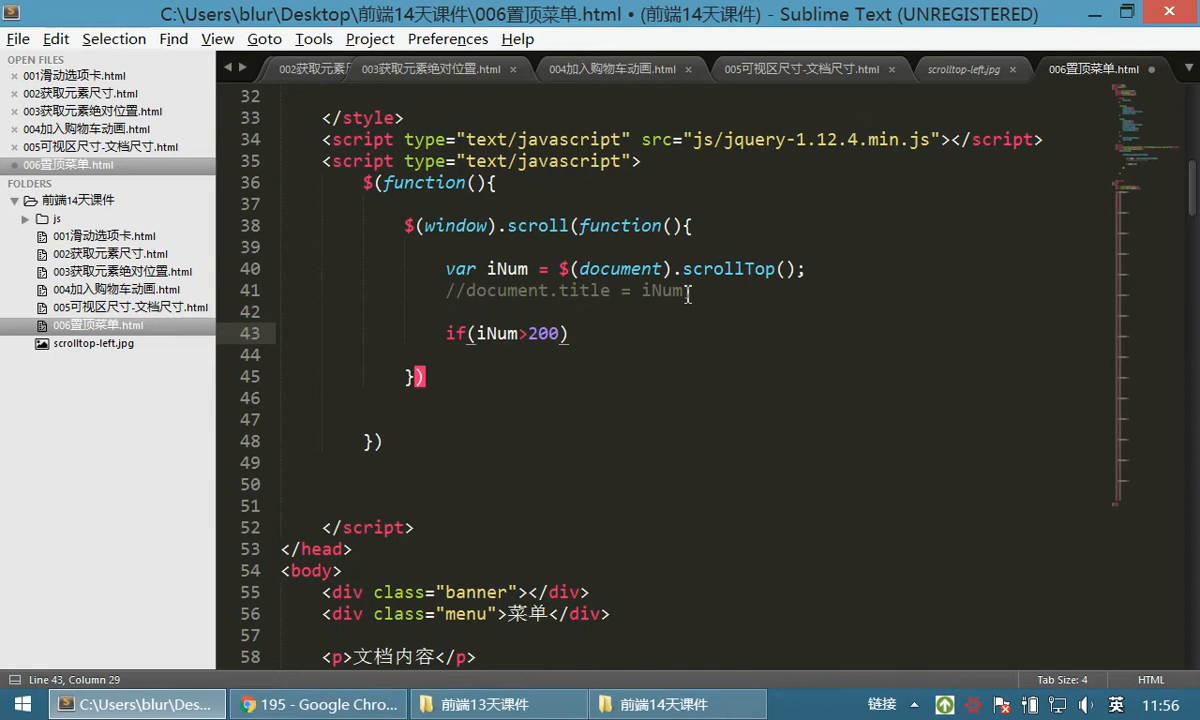 C:\Users\blur\Desktop\前端14天课件\006置顶菜单.html • (前端14天课件) - Sublime Text (UNREGISTERED)
File Edit Selection Find View Goto Tools Project Preferences Help
OPEN FILES
001滑动选项卡.html
002获取元素尺寸.html
003获取元素绝对位置.html
004加入购物车动画.html
005可视区尺寸-文档尺寸.html
006置顶菜单.html
FOLDERS
前端14天课件
js
001滑动选项卡.html
002获取元素尺寸.html
003获取元素绝对位置.html
004加入购物车动画.html
005可视区尺寸-文档尺寸.html
006置顶菜单.html
scrolltop-left.jpg
002获取元素尺 003获取元素绝对位置.html 004加入购物车动画.html 005可视区尺寸-文档尺寸.html scrolltop-left.jpg 006置顶菜单.html
32
33 </style>
34 <script type="text/javascript" src="js/jquery-1.12.4.min.js"></script>
35 <script type="text/javascript">
36 $(function(){
37
38 $(window).scroll(function(){
39
40 var iNum = $(document).scrollTop();
41 //document.title = iNum;
42
43 if(iNum>200)
44
45 })
46
47
48 })
49
50
51
52 </script>
53 </head>
54 <body>
55 <div class="banner"></div>
56 <div class="menu">菜单</div>
57
58 <p>文档内容</p>
Line 43, Column 29 Tab Size: 4 HTML
C:\Users\blur\Des... 195 - Google Chro... 前端13天课件 前端14天课件 链接 英 11:56